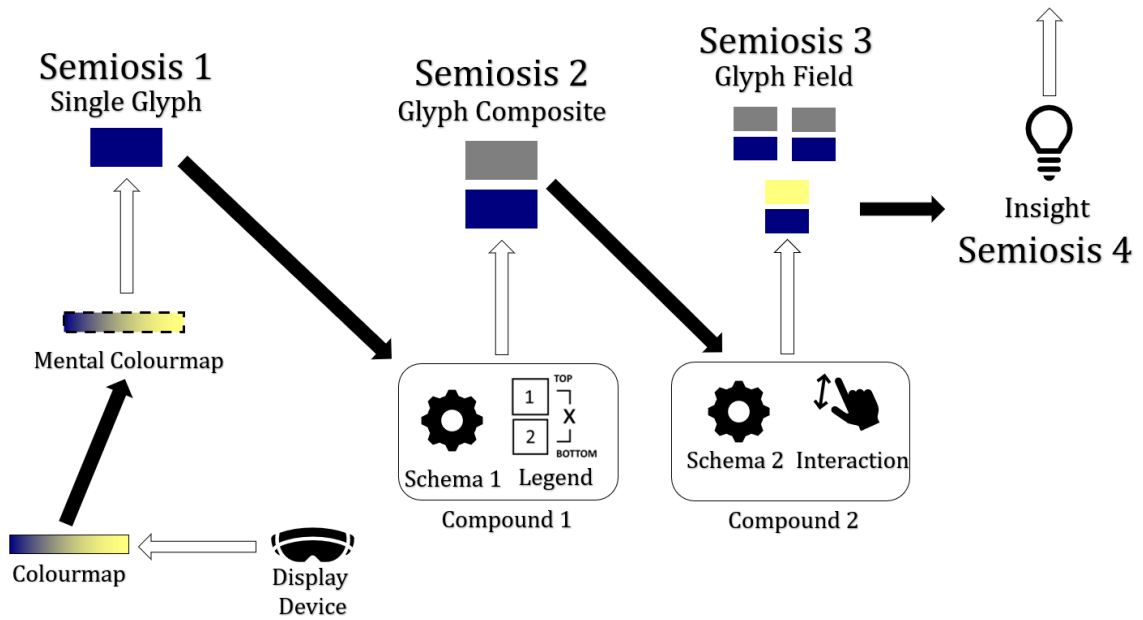 Semiosis 1
Single Glyph
Mental Colourmap
Colourmap
Display
Device
Semiosis 2
Glyph Composite
1
2
TOP
X
BOTTOM
Schema 1
Legend
Compound 1
Semiosis 3
Glyph Field
Schema 2
Interaction
Compound 2
Insight
Semiosis 4